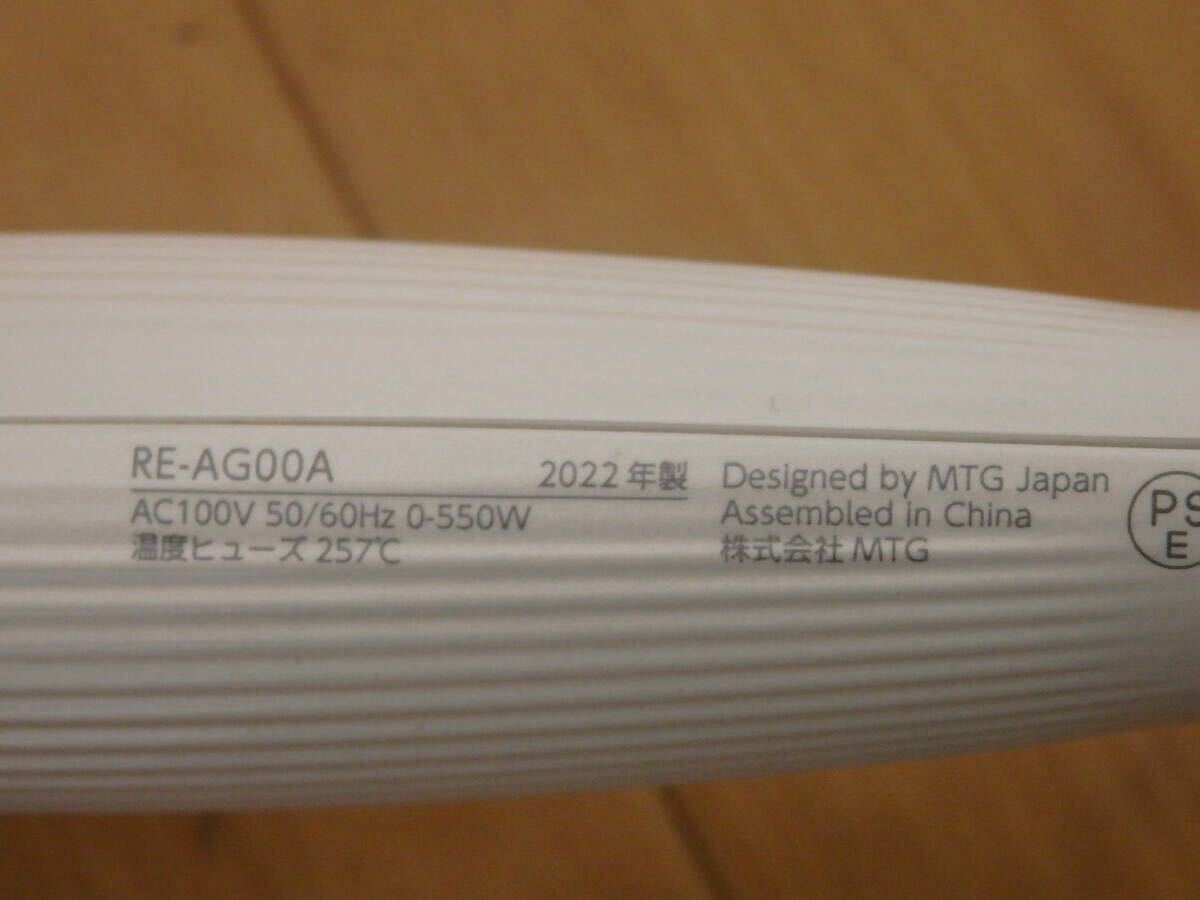 RE-AG00A 2022年製
AC100V 50/60Hz 0-550W
温度ヒューズ 257℃
Designed by MTG Japan
Assembled in China
株式会社 MTG
PS
E